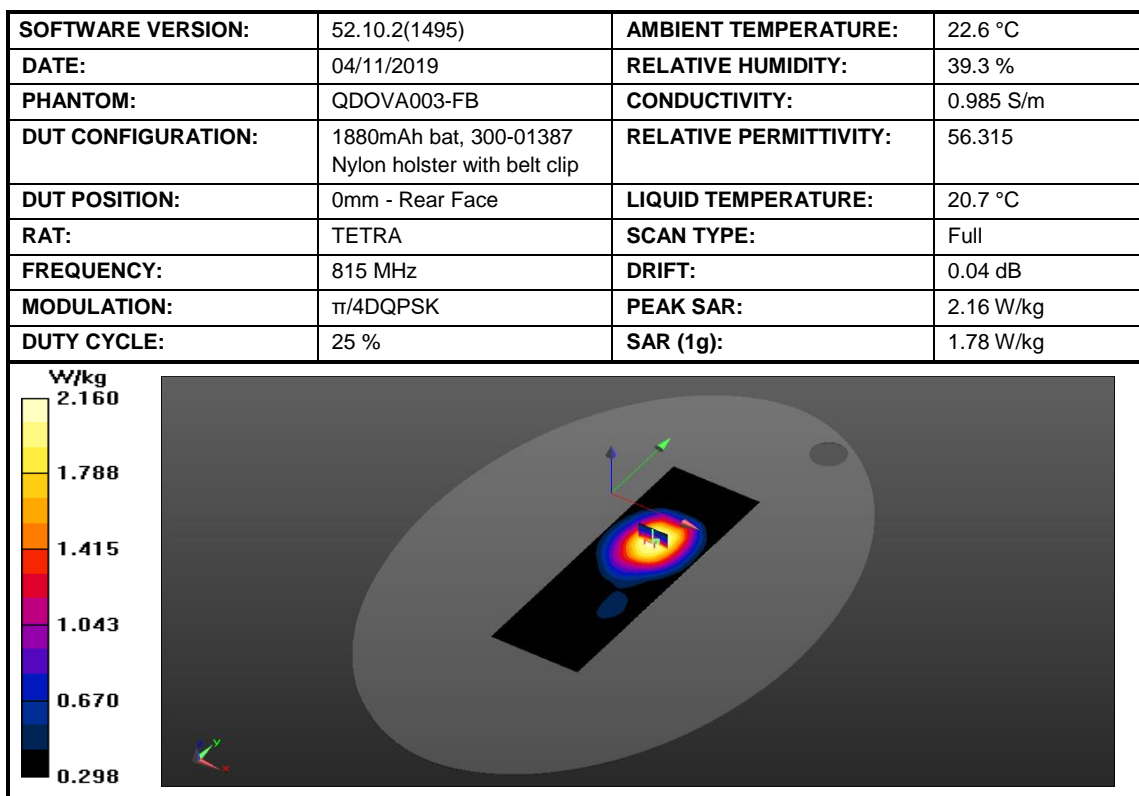 SOFTWARE VERSION: 52.10.2(1495) AMBIENT TEMPERATURE: 22.6 °C
DATE: 04/11/2019 RELATIVE HUMIDITY: 39.3 %
PHANTOM: QDOVA003-FB CONDUCTIVITY: 0.985 S/m
DUT CONFIGURATION: 1880mAh bat, 300-01387 RELATIVE PERMITTIVITY: 56.315
Nylon holster with belt clip
DUT POSITION: 0mm - Rear Face LIQUID TEMPERATURE: 20.7 °C
RAT: TETRA SCAN TYPE: Full
FREQUENCY: 815 MHz DRIFT: 0.04 dB
MODULATION: π/4DQPSK PEAK SAR: 2.16 W/kg
DUTY CYCLE: 25 % SAR (1g): 1.78 W/kg
W/kg
2.160
1.788
1.415
1.043
0.670
0.298
z y
x